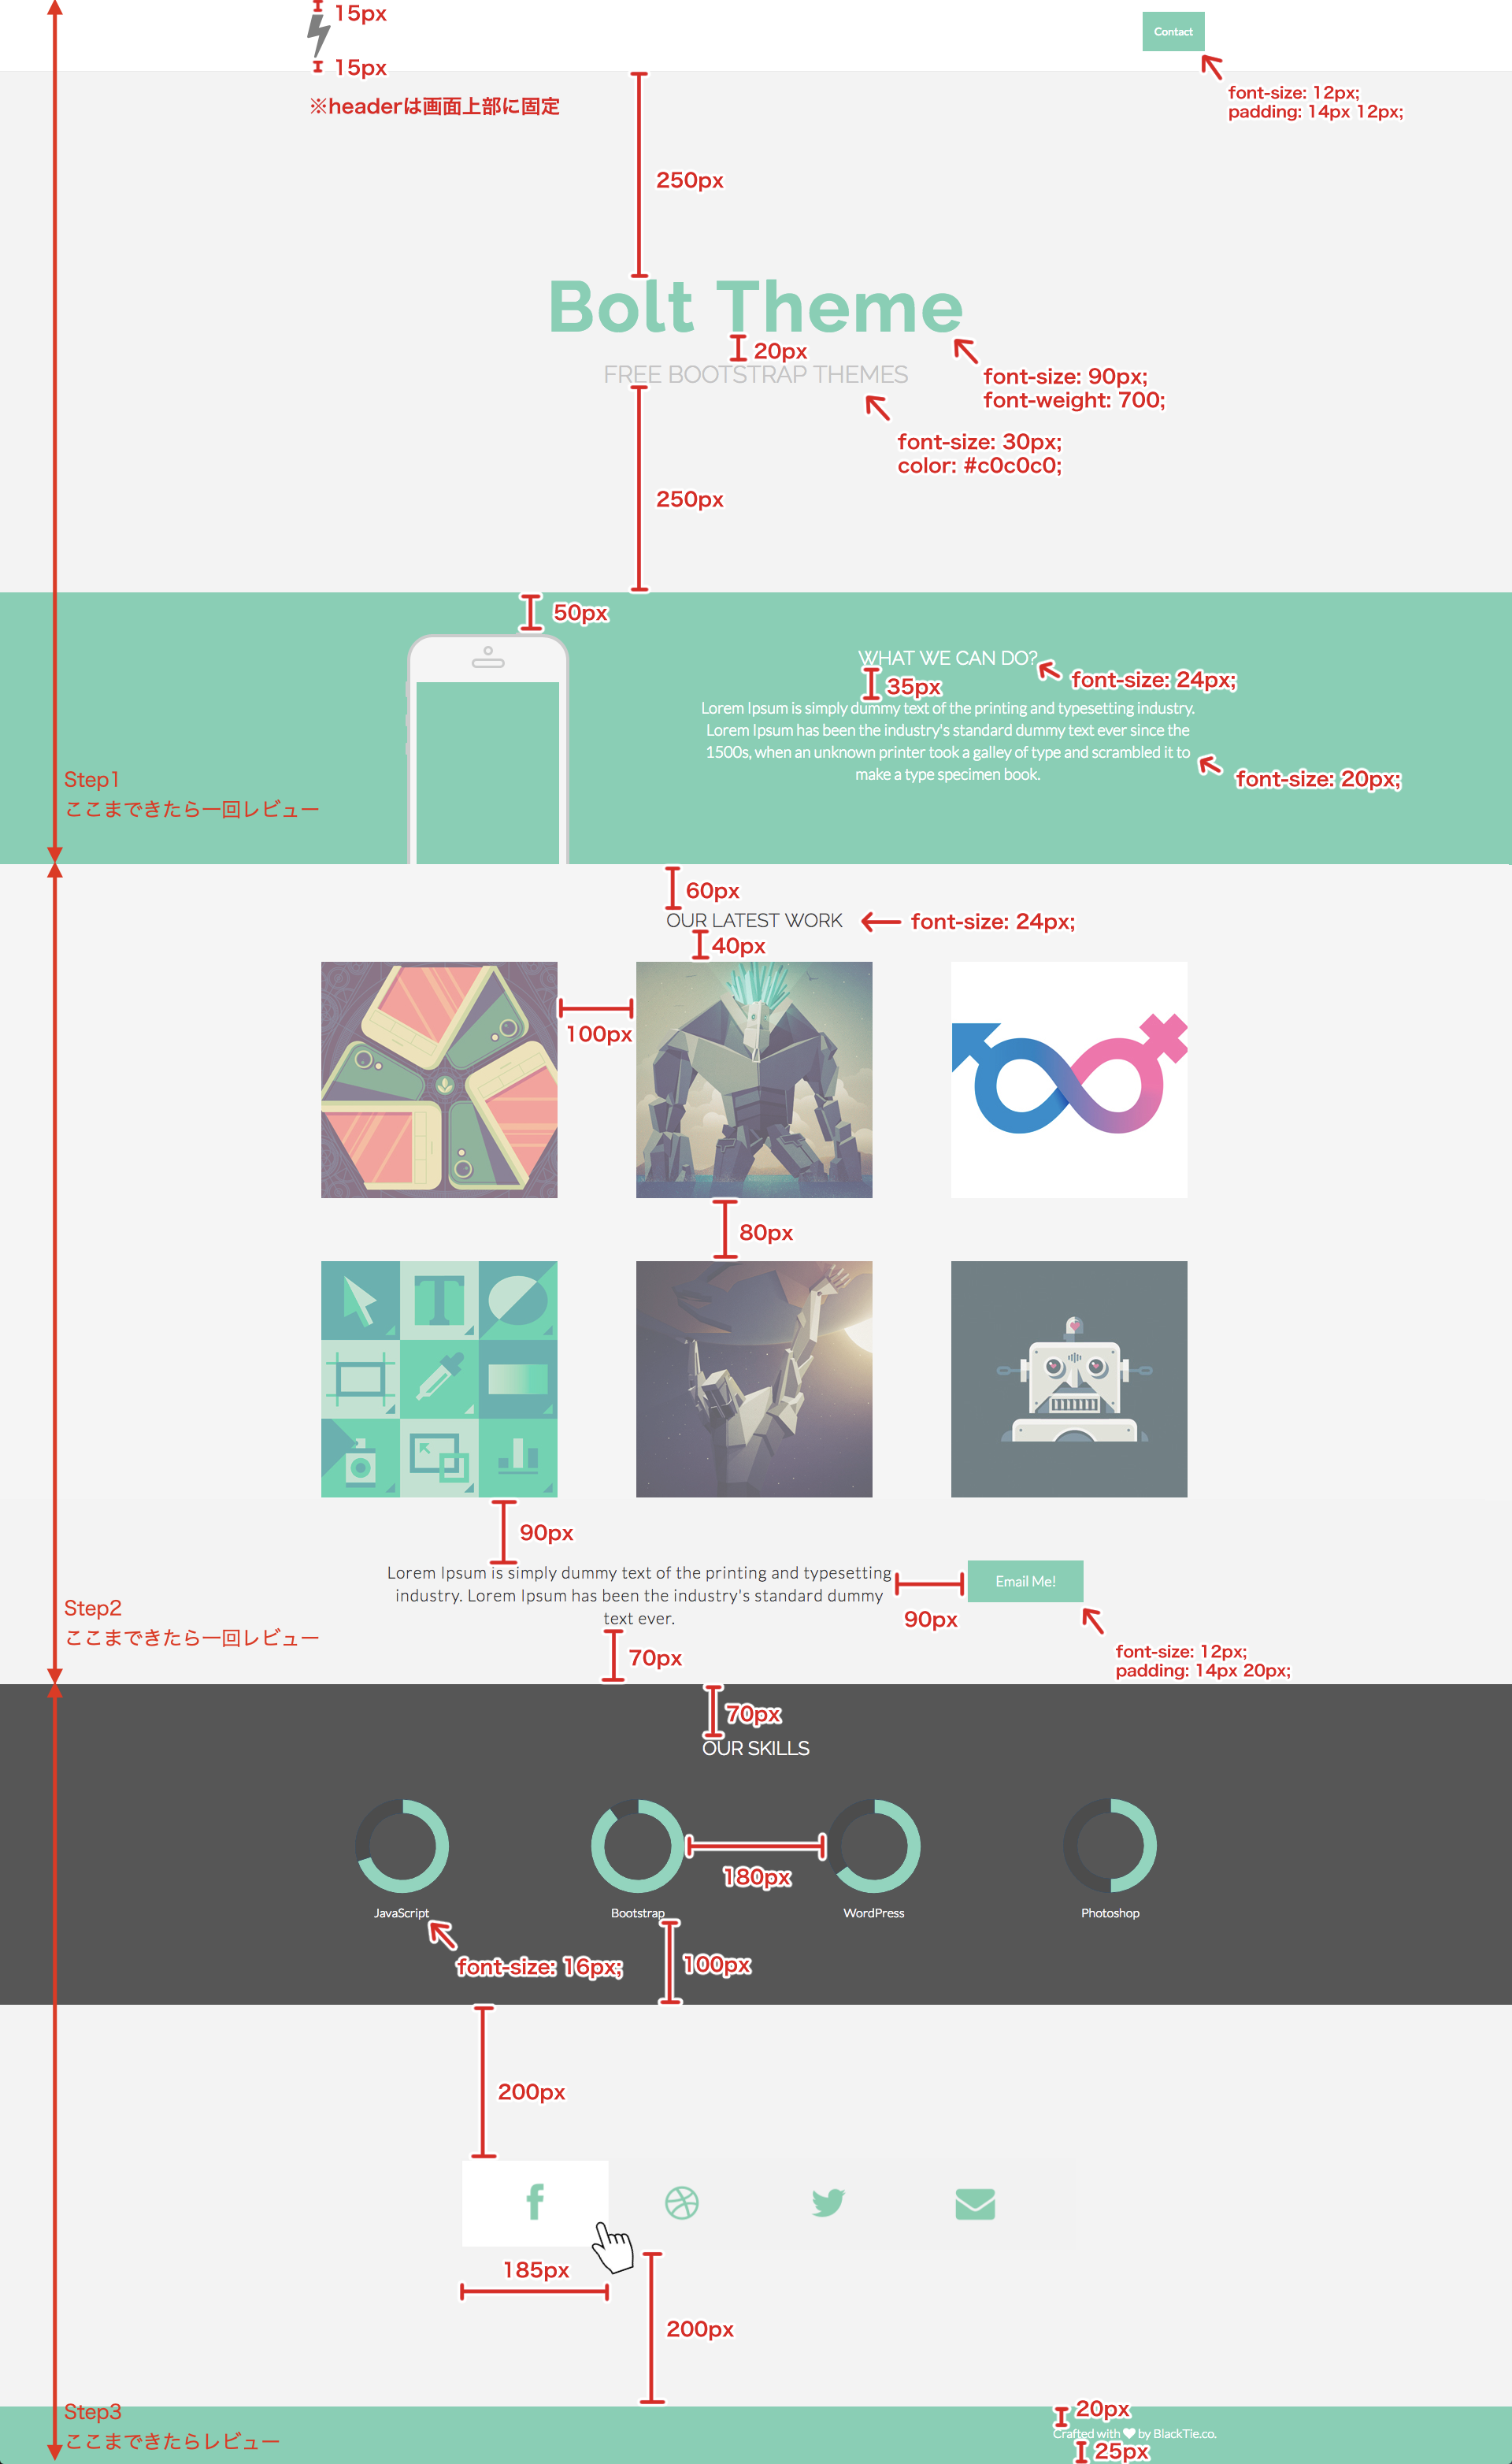 15px
Contact
15px
font-size: 12px;
padding: 14px 12px;
※headerは画面上部に固定
250px
Bolt Theme
20px
FREE BOOTSTRAP THEMES
font-size: 90px;
font-weight: 700;
font-size: 30px;
color: #c0c0c0;
250px
50px
WHAT WE CAN DO?
font-size: 24px;
35px
Lorem Ipsum is simply dummy text of the printing and typesetting industry.
Lorem Ipsum has been the industry's standard dummy text ever since the
1500s, when an unknown printer took a galley of type and scrambled it to
make a type specimen book.
font-size: 20px;
Step1
ここまできたら一回レビュー
60px
OUR LATEST WORK
font-size: 24px;
40px
100px
80px
T
90px
Lorem Ipsum is simply dummy text of the printing and typesetting
industry. Lorem Ipsum has been the industry's standard dummy
text ever.
Email Me!
90px
font-size: 12px;
padding: 14px 20px;
Step2
ここまできたら一回レビュー
70px
70px
OUR SKILLS
180px
JavaScript
Bootstrap
WordPress
Photoshop
font-size: 16px;
100px
200px
185px
200px
Step3
ここまできたらレビュー
20px
Crafted with ♥ by BlackTie.co.
25px